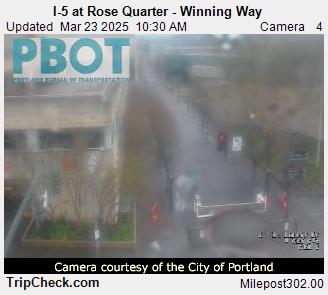 I-5 at Rose Quarter - Winning Way
Updated Mar 23 2025 10:30 AM Camera 4
PBOT
PORTLAND BUREAU OF TRANSPORTATION
Camera courtesy of the City of Portland
TripCheck.com Milepost302.00